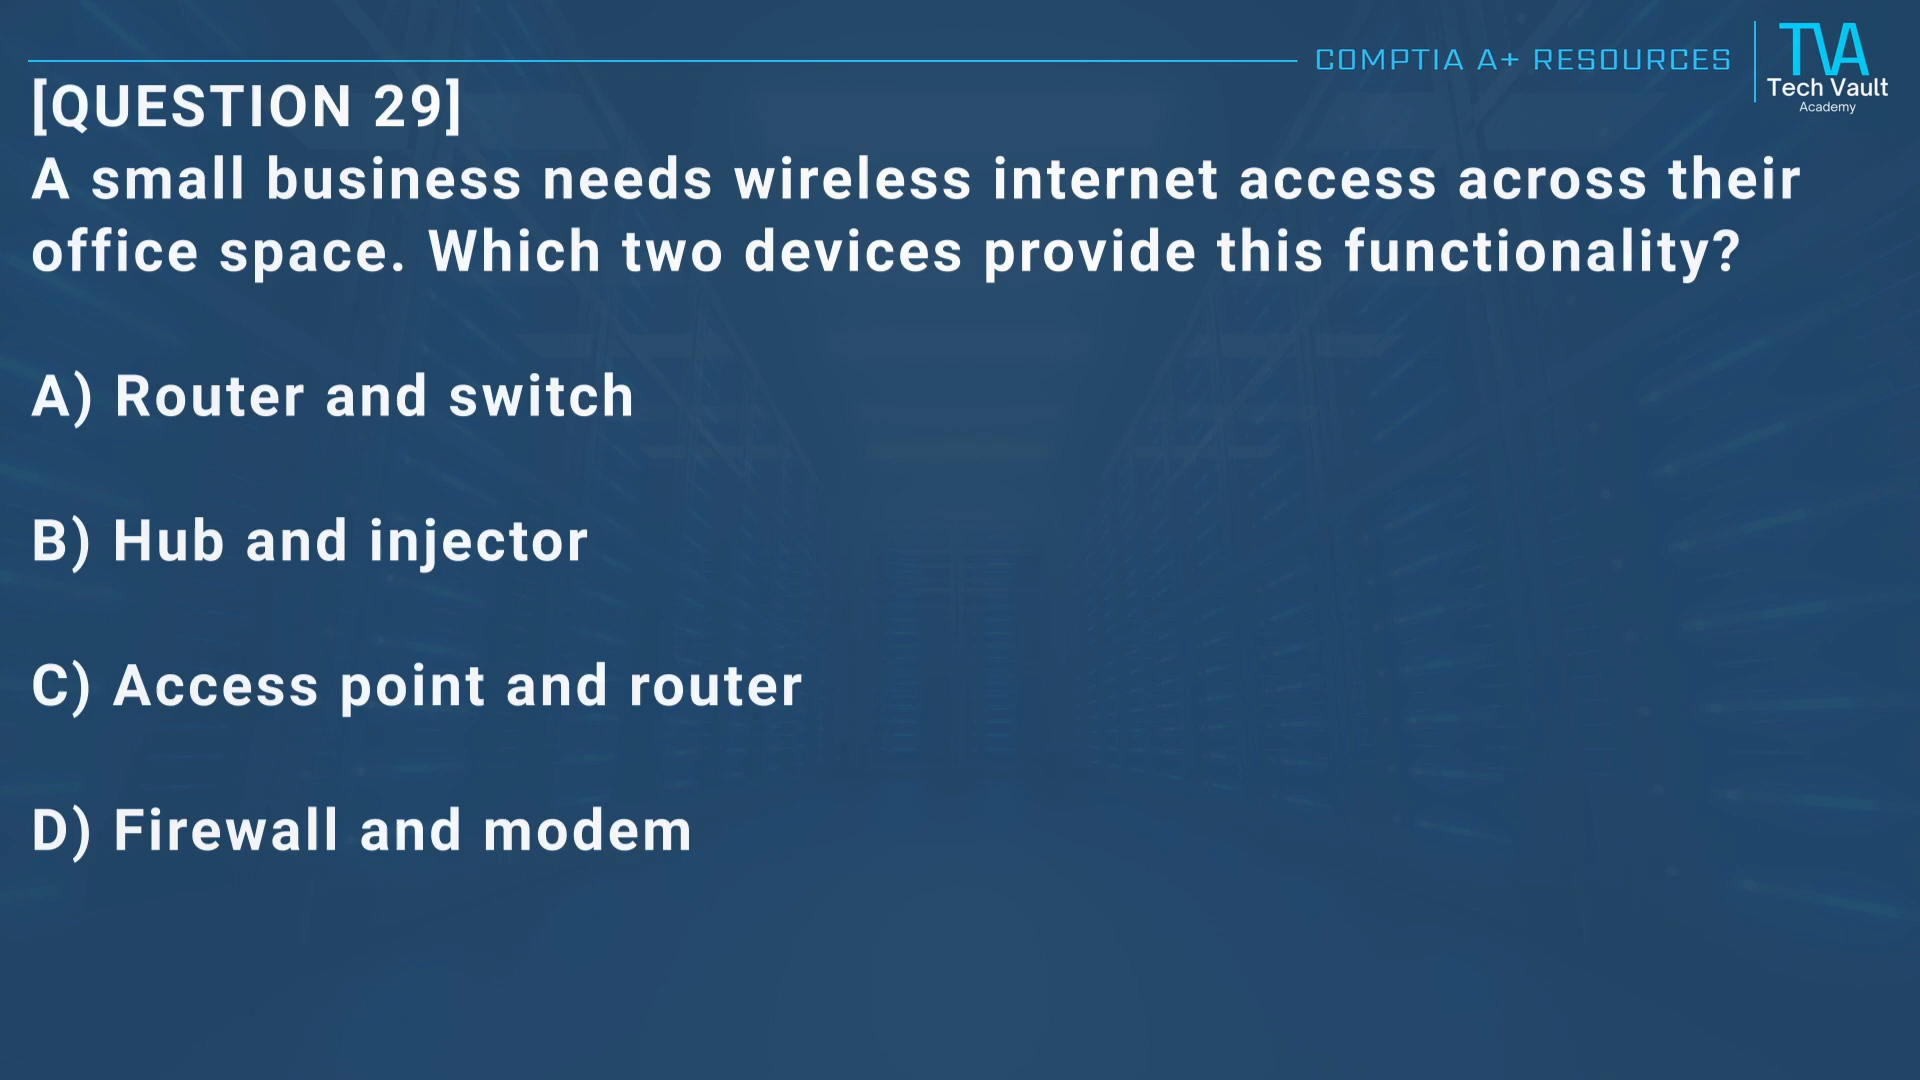 COMPTIA A+ RESOURCES
TVA
Tech Vault
Academy
[QUESTION 29]
A small business needs wireless internet access across their
office space. Which two devices provide this functionality?
A) Router and switch
B) Hub and injector
C) Access point and router
D) Firewall and modem